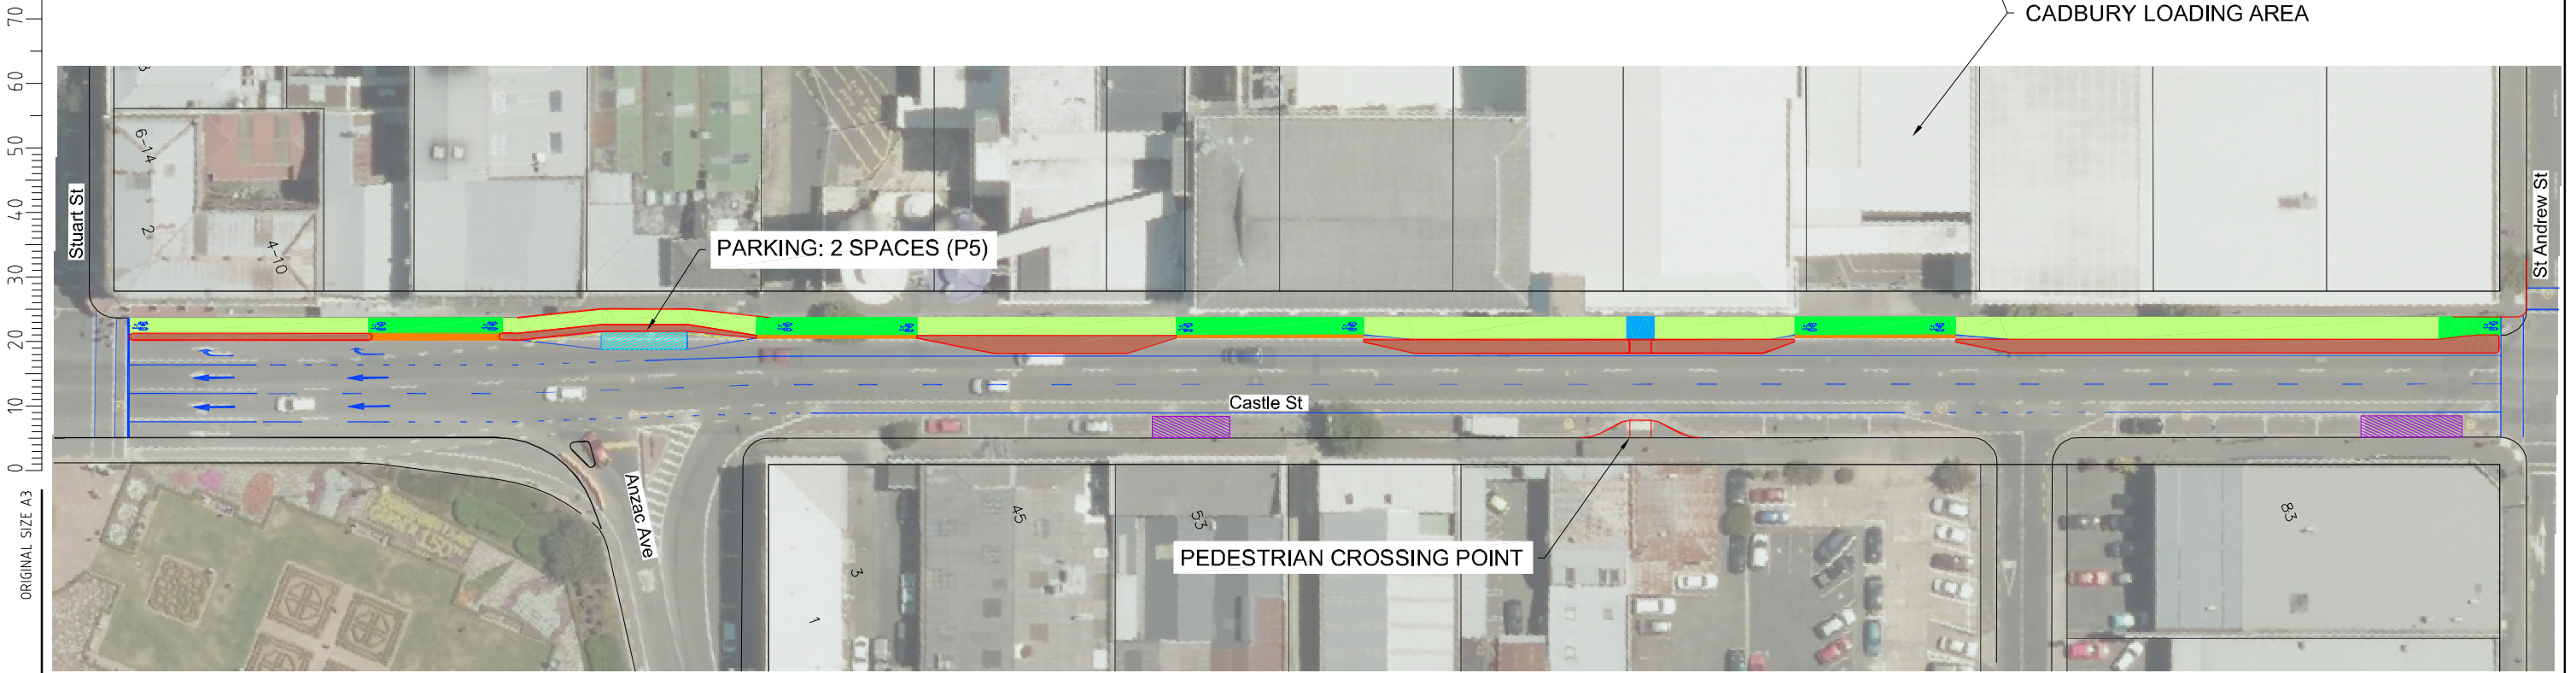 CADBURY LOADING AREA
70
60
50
40
30
20
10
0
ORIGINAL SIZE A3
Stuart St
6-14
2
4-10
PARKING: 2 SPACES (P5)
St Andrew St
Castle St
Anzac Ave
PEDESTRIAN CROSSING POINT
1
3
45
53
83